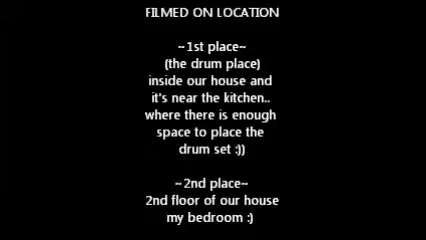 FILMED ON LOCATION
~1st place~
(the drum place)
inside our house and
it's near the kitchen..
where there is enough
space to place the
drum set :))
~2nd place~
2nd floor of our house
my bedroom :)